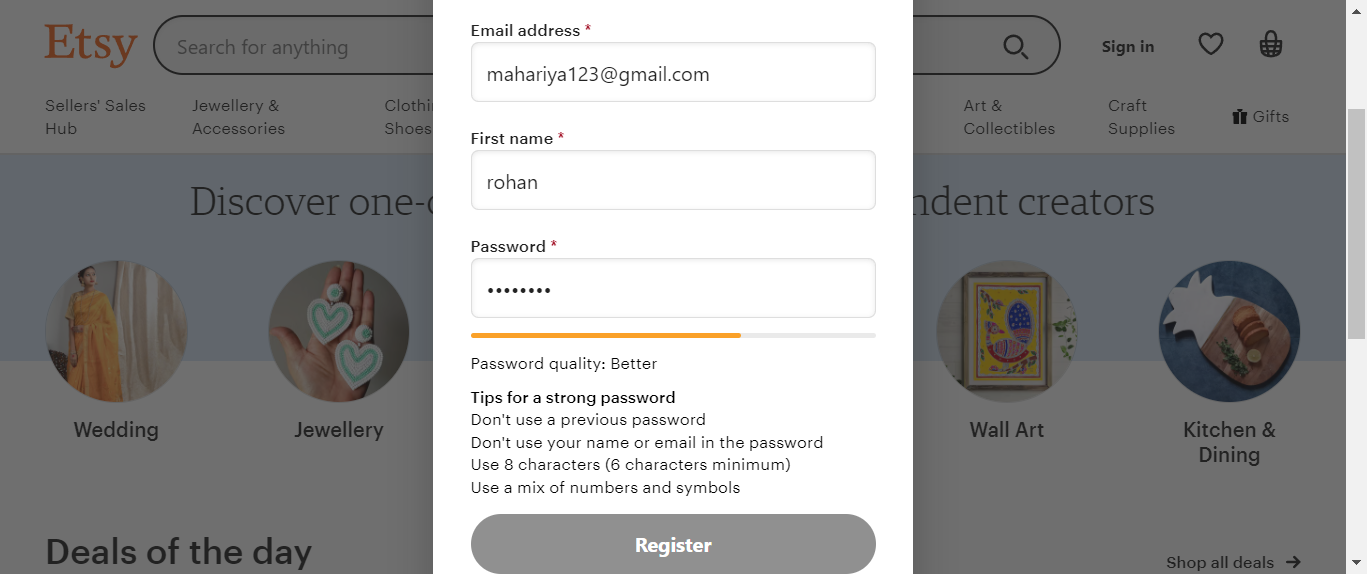 Etsy
Search for anything
Sign in
Sellers' Sales
Hub
Jewellery &
Accessories
Shoes
Art &
Collectibles
Craft
Supplies
Gifts
Email address *
mahariya123@gmail.com
First name *
rohan
Password *
••••••••
Password quality: Better
Tips for a strong password
Don't use a previous password
Don't use your name or email in the password
Use 8 characters (6 characters minimum)
Use a mix of numbers and symbols
Register
Discover one-
creators
Wedding
Jewellery
Wall Art
Kitchen &
Dining
Deals of the day
Shop all deals →